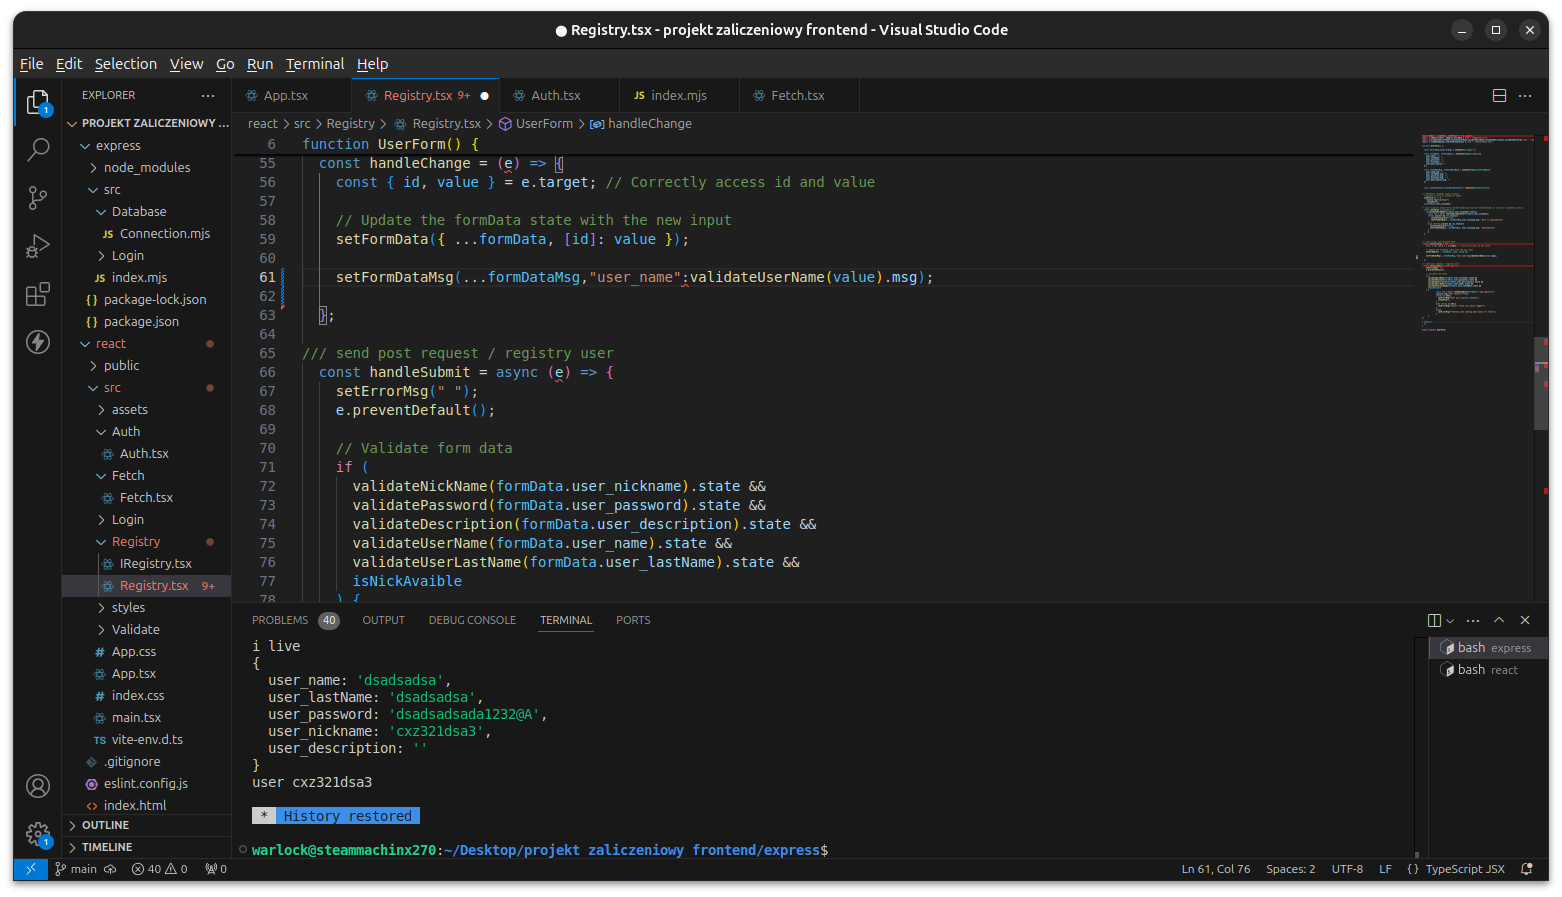 ● Registry.tsx - projekt zaliczeniowy frontend - Visual Studio Code
File Edit Selection View Go Run Terminal Help
EXPLORER ...
PROJEKT ZALICZENIOWY ...
express
node_modules
src
Database
Connection.mjs
Login
JS index.mjs
{ } package-lock.json
{ } package.json
react
public
src
assets
Auth
Auth.tsx
Fetch
Fetch.tsx
Login
Registry
IRegistry.tsx
Registry.tsx 9+
styles
Validate
# App.css
App.tsx
# index.css
main.tsx
TS vite-env.d.ts
.gitignore
eslint.config.js
<> index.html
OUTLINE
TIMELINE
App.tsx
Registry.tsx 9+ ●
Auth.tsx
JS index.mjs
Fetch.tsx
react > src > Registry > Registry.tsx > UserForm > handleChange
6 function UserForm() {
55 const handleChange = (e) => {
56 const { id, value } = e.target; // Correctly access id and value
57
58 // Update the formData state with the new input
59 setFormData({ ...formData, [id]: value });
60
61 setFormDataMsg(...formDataMsg,"user_name":validateUserName(value).msg);
62
63 };
64
65 /// send post request / registry user
66 const handleSubmit = async (e) => {
67 setErrorMsg(" ");
68 e.preventDefault();
69
70 // Validate form data
71 if (
72 validateNickName(formData.user_nickname).state &&
73 validatePassword(formData.user_password).state &&
74 validateDescription(formData.user_description).state &&
75 validateUserName(formData.user_name).state &&
76 validateUserLastName(formData.user_lastName).state &&
77 isNickAvaible
78 ) {
PROBLEMS 40 OUTPUT DEBUG CONSOLE TERMINAL PORTS
i live
{
user_name: 'dsadsadsa',
user_lastName: 'dsadsadsa',
user_password: 'dsadsadsada1232@A',
user_nickname: 'cxz321dsa3',
user_description: ''
}
user cxz321dsa3
* History restored
warlock@steammachinx270:~/Desktop/projekt zaliczeniowy frontend/express$
bash express
bash react
main 40 0 0 Ln 61, Col 76 Spaces: 2 UTF-8 LF { } TypeScript JSX